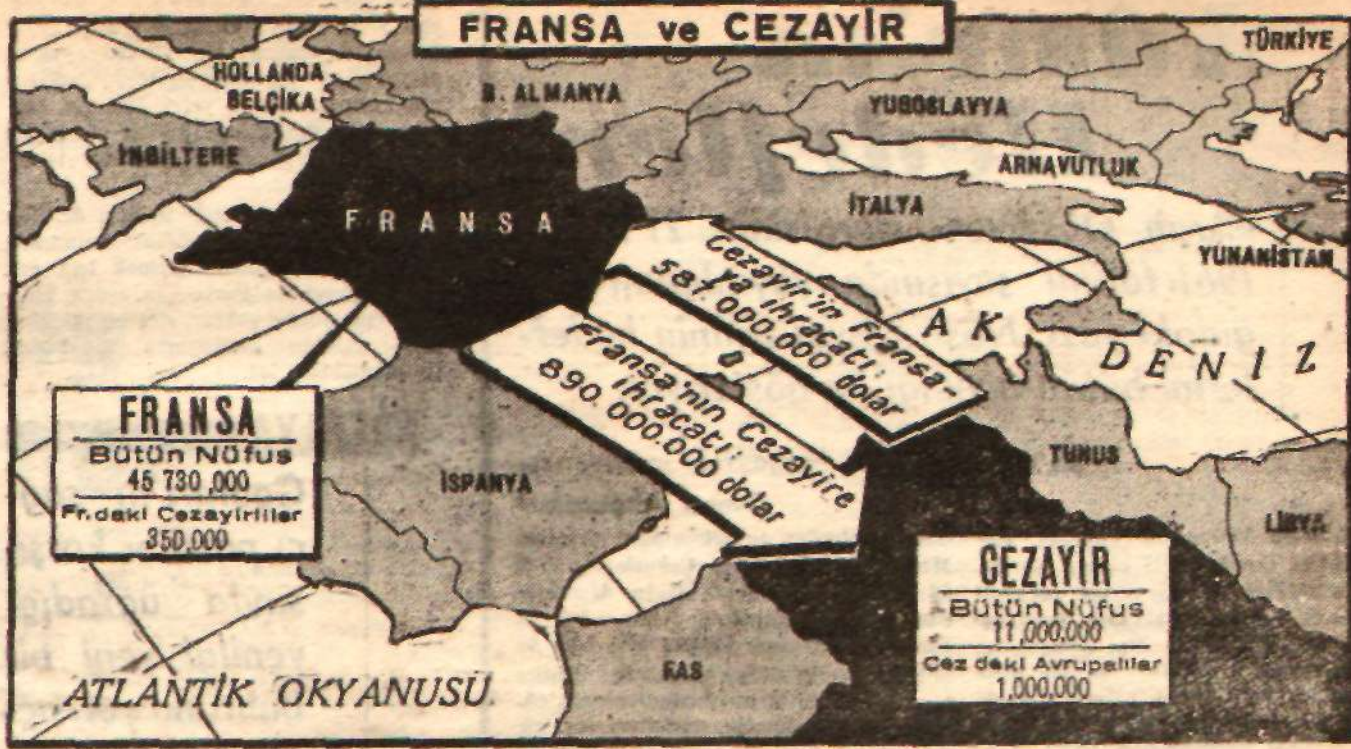 FRANSA ve CEZAYİR
TÜRKİYE
HOLLANDA
BELÇİKA
B. ALMANYA
YUGOSLAVYA
İNGİLTERE
ARNAVUTLUK
FRANSA
İTALYA
YUNANİSTAN
Cezayir'in Fransa-
ya ihracatı:
587.000.000 dolar
AK DENİZ
Fransa'nın Cezayire
ihracatı:
890.000.000 dolar
FRANSA
Bütün Nüfus
45 730,000
Fr.daki Cezayirliler
350,000
İSPANYA
TUNUS
LİBYA
CEZAYİR
Bütün Nüfus
11,000.000
Cez deki Avrupalılar
1,000,000
FAS
ATLANTİK OKYANUSU